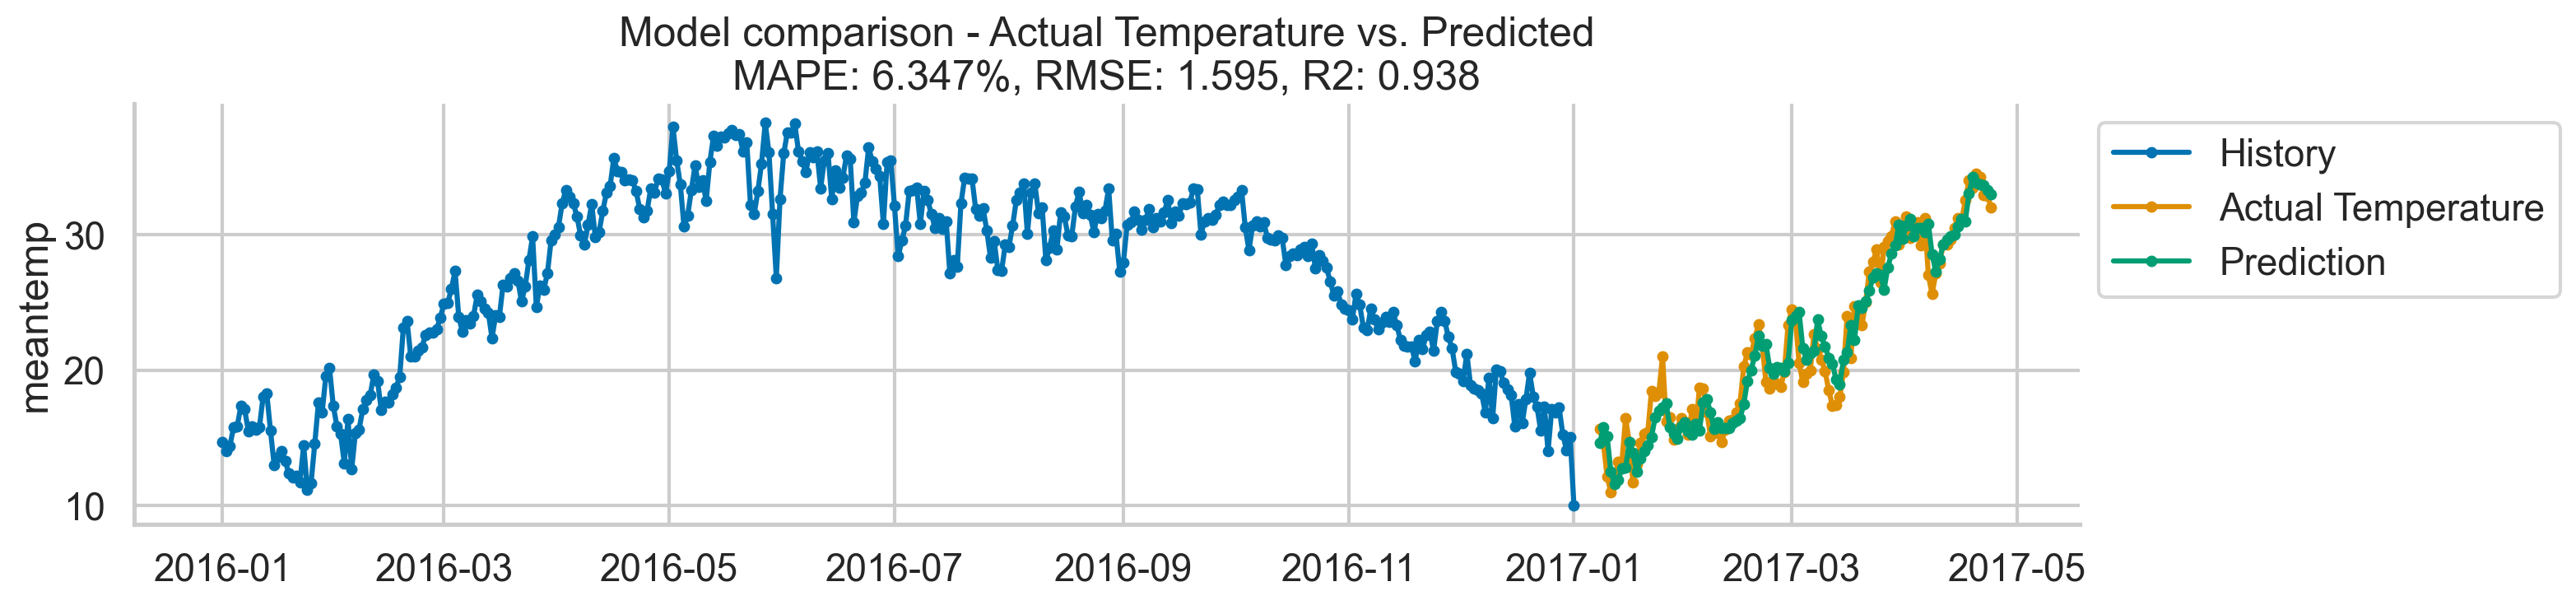 Model comparison - Actual Temperature vs. Predicted
MAPE: 6.347%, RMSE: 1.595, R2: 0.938
meantemp
30
20
10
2016-01 2016-03 2016-05 2016-07 2016-09 2016-11 2017-01 2017-03 2017-05
History
Actual Temperature
Prediction